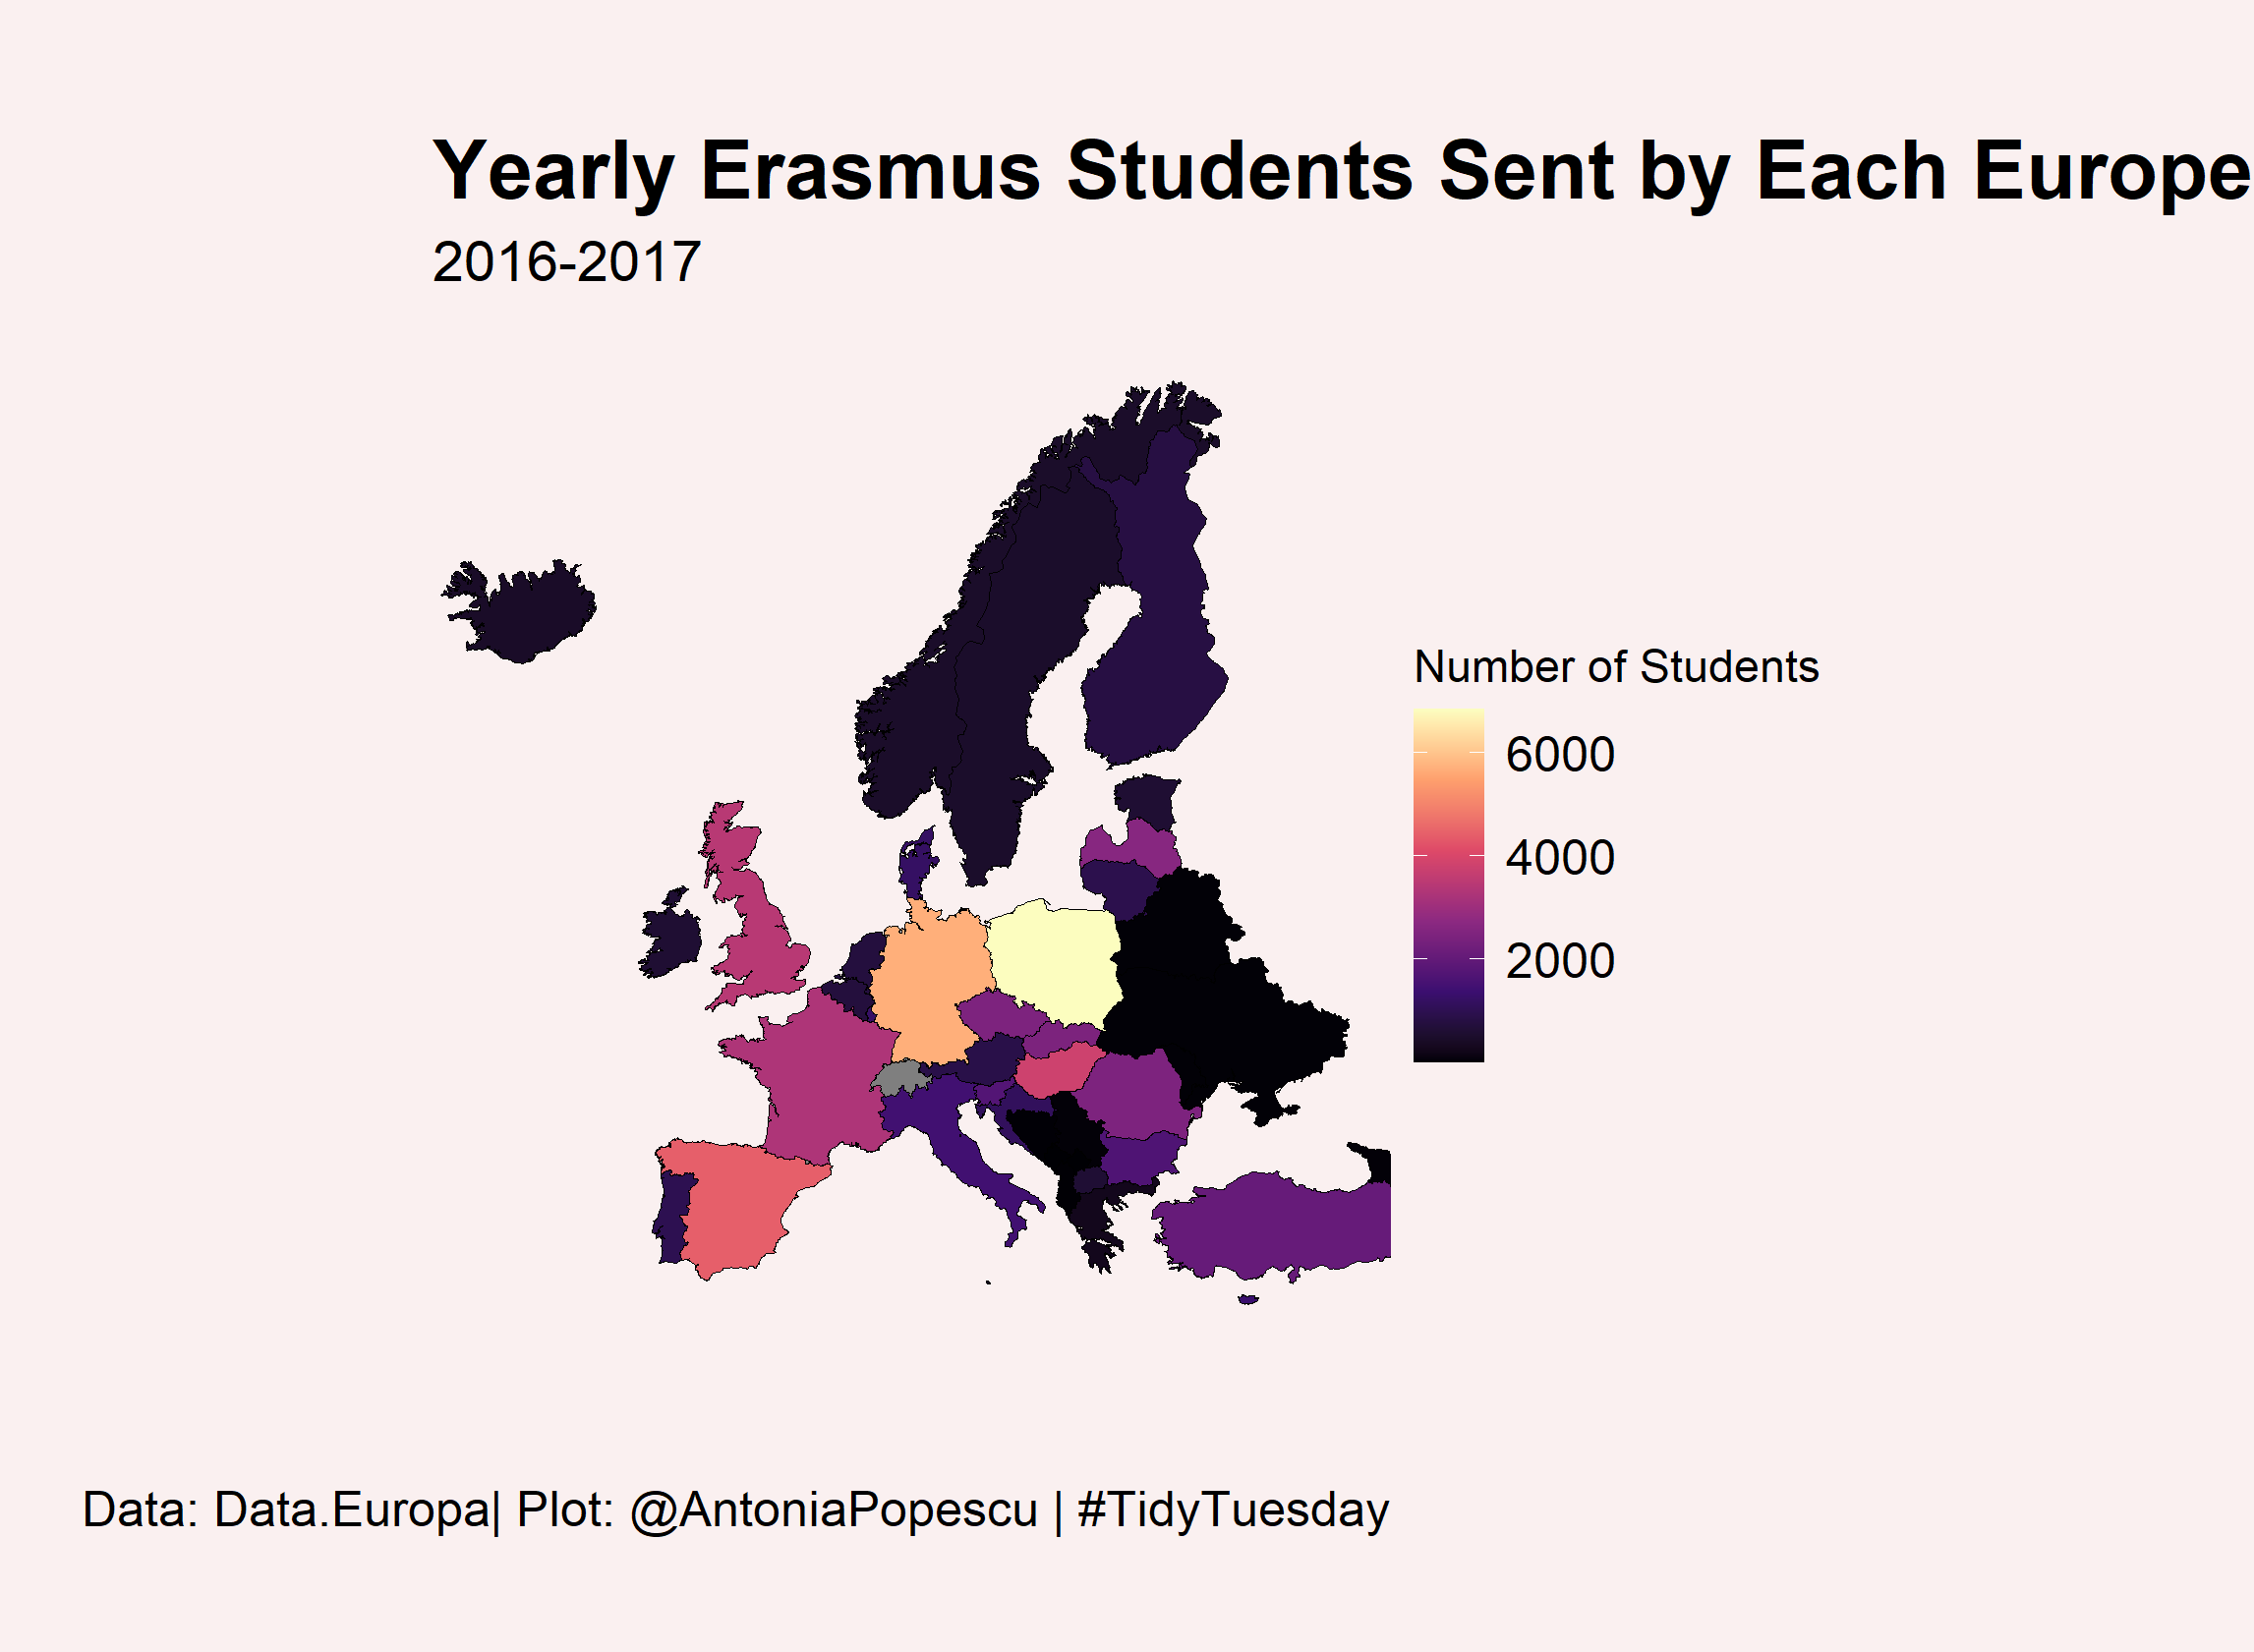 Yearly Erasmus Students Sent by Each Europe
2016-2017
Number of Students
6000
4000
2000
Data: Data.Europa| Plot: @AntoniaPopescu | #TidyTuesday